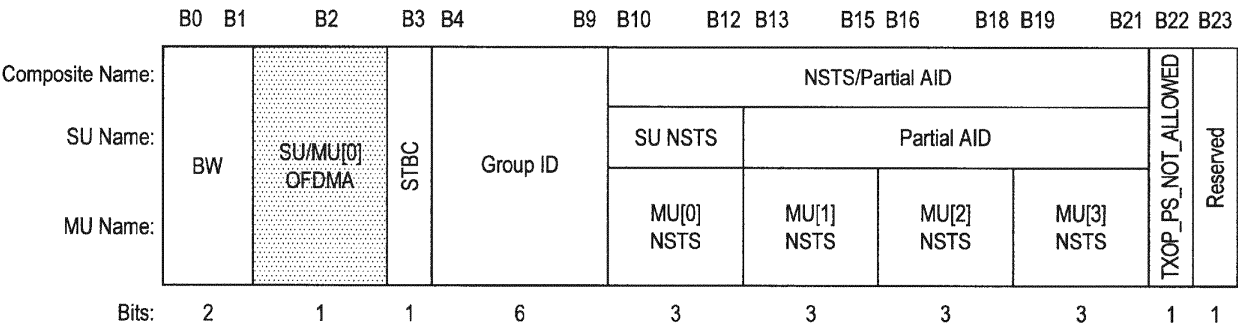 B0 B1 B2 B3 B4 B9 B10 B12 B13 B15 B16 B18 B19 B21 B22 B23
Composite Name: NSTS/Partial AID
SU Name: SU NSTS Partial AID
BW
SU/MU[0]
OFDMA
STBC
Group ID
MU Name:
MU[0]
NSTS
MU[1]
NSTS
MU[2]
NSTS
MU[3]
NSTS
TXOP_PS_NOT_ALLOWED
Reserved
Bits: 2 1 1 6 3 3 3 3 1 1